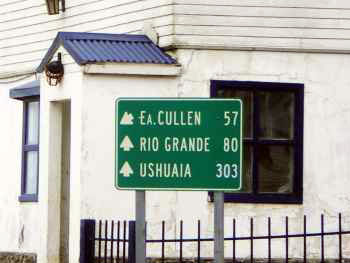 Ea. CULLEN 57
RIO GRANDE 80
USHUAIA 303